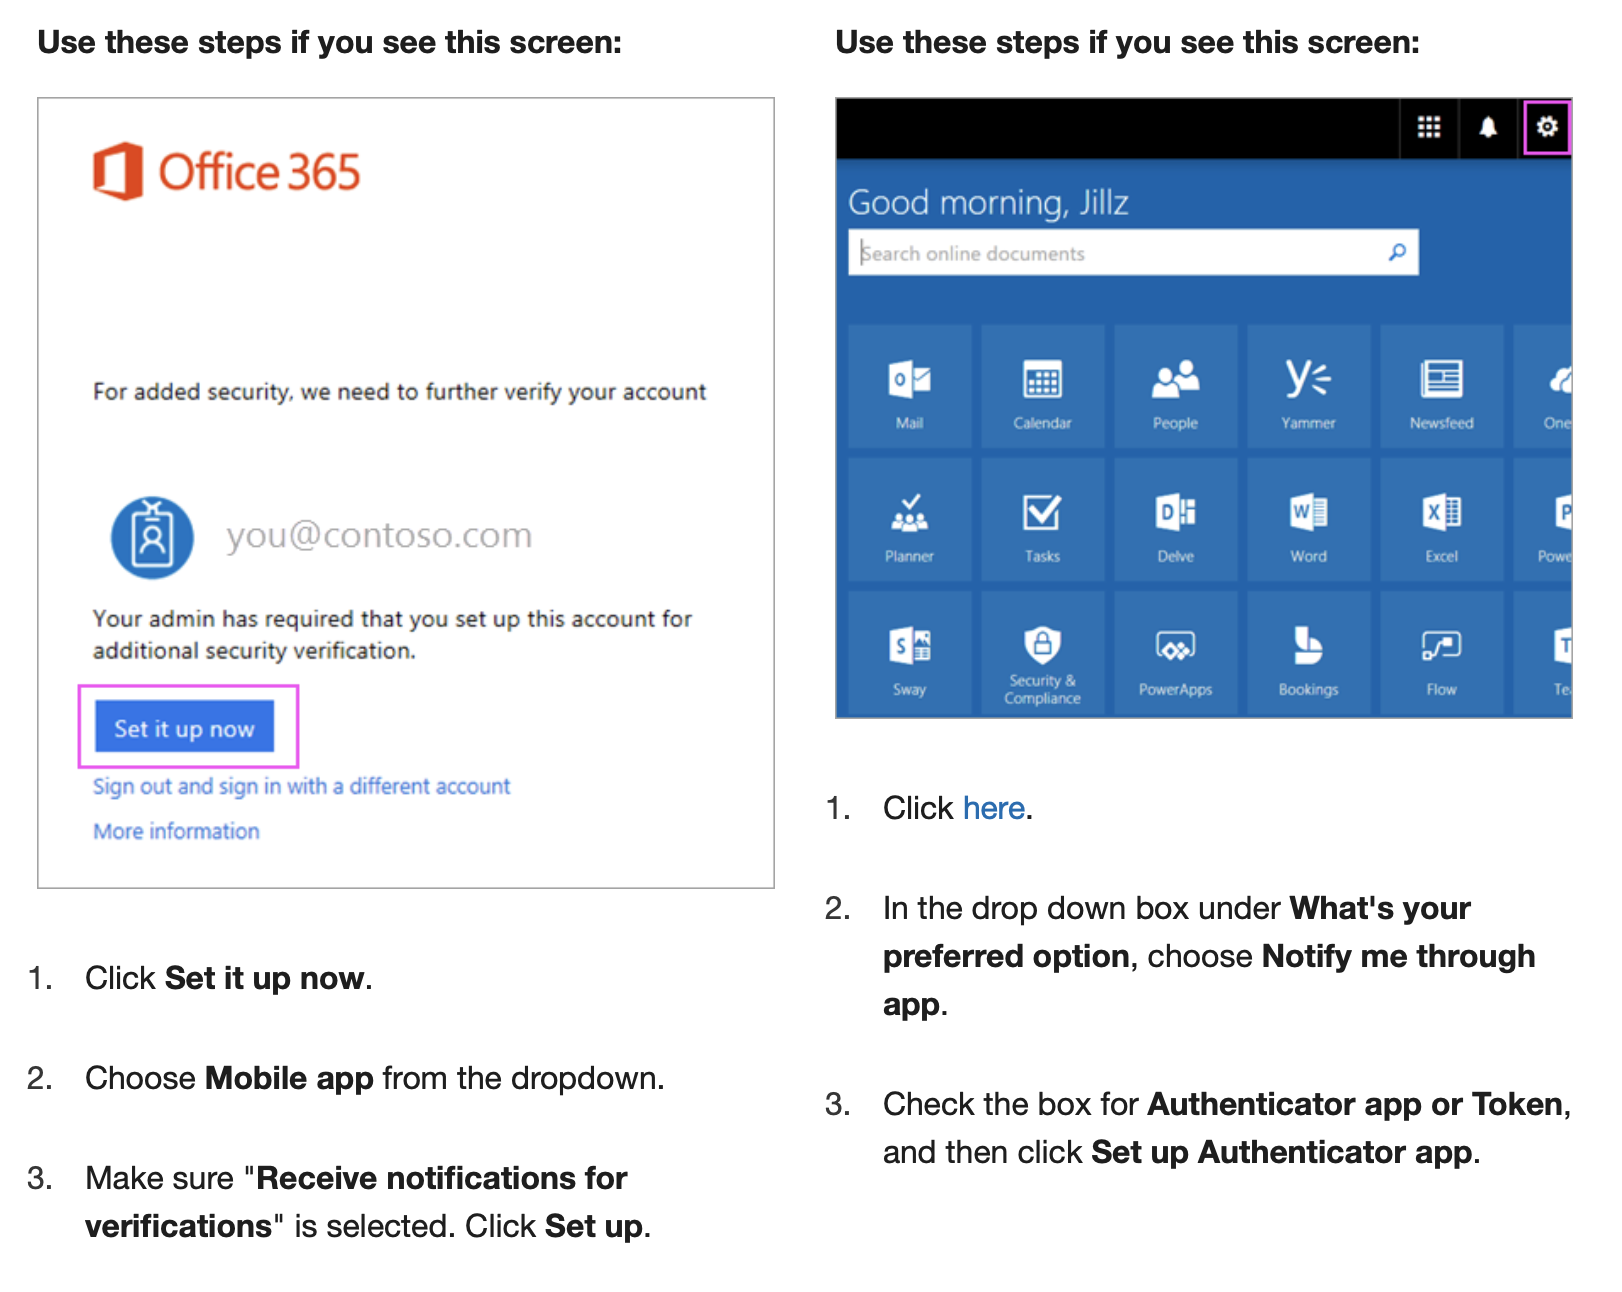 Use these steps if you see this screen:
Office 365
For added security, we need to further verify your account
you@contoso.com
Your admin has required that you set up this account for
additional security verification.
Set it up now
Sign out and sign in with a different account
More information
1. Click Set it up now.
2. Choose Mobile app from the dropdown.
3. Make sure "Receive notifications for
verifications" is selected. Click Set up.
Use these steps if you see this screen:
Good morning, Jillz
Search online documents
Mail
Calendar
People
Yammer
Newsfeed
One
Planner
Tasks
Delve
Word
Excel
Powe
Sway
Security &
Compliance
PowerApps
Bookings
Flow
Te
1. Click here.
2. In the drop down box under What's your
preferred option, choose Notify me through
app.
3. Check the box for Authenticator app or Token,
and then click Set up Authenticator app.